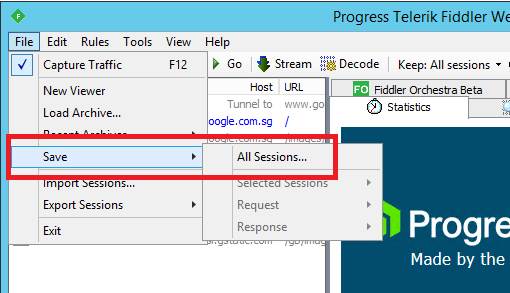 Progress Telerik Fiddler We
File Edit Rules Tools View Help
Capture Traffic F12
New Viewer
Load Archive...
Recent Archives
Save
Import Sessions...
Export Sessions
Exit
All Sessions...
Selected Sessions
Request
Response
Go Stream Decode Keep: All sessions
Host URL
Tunnel to www.go
oogle.com.sg /
oogle.com.sg /images
.gstatic.com /gb/imag
FO Fiddler Orchestra Beta
Statistics
Progre
Made by the